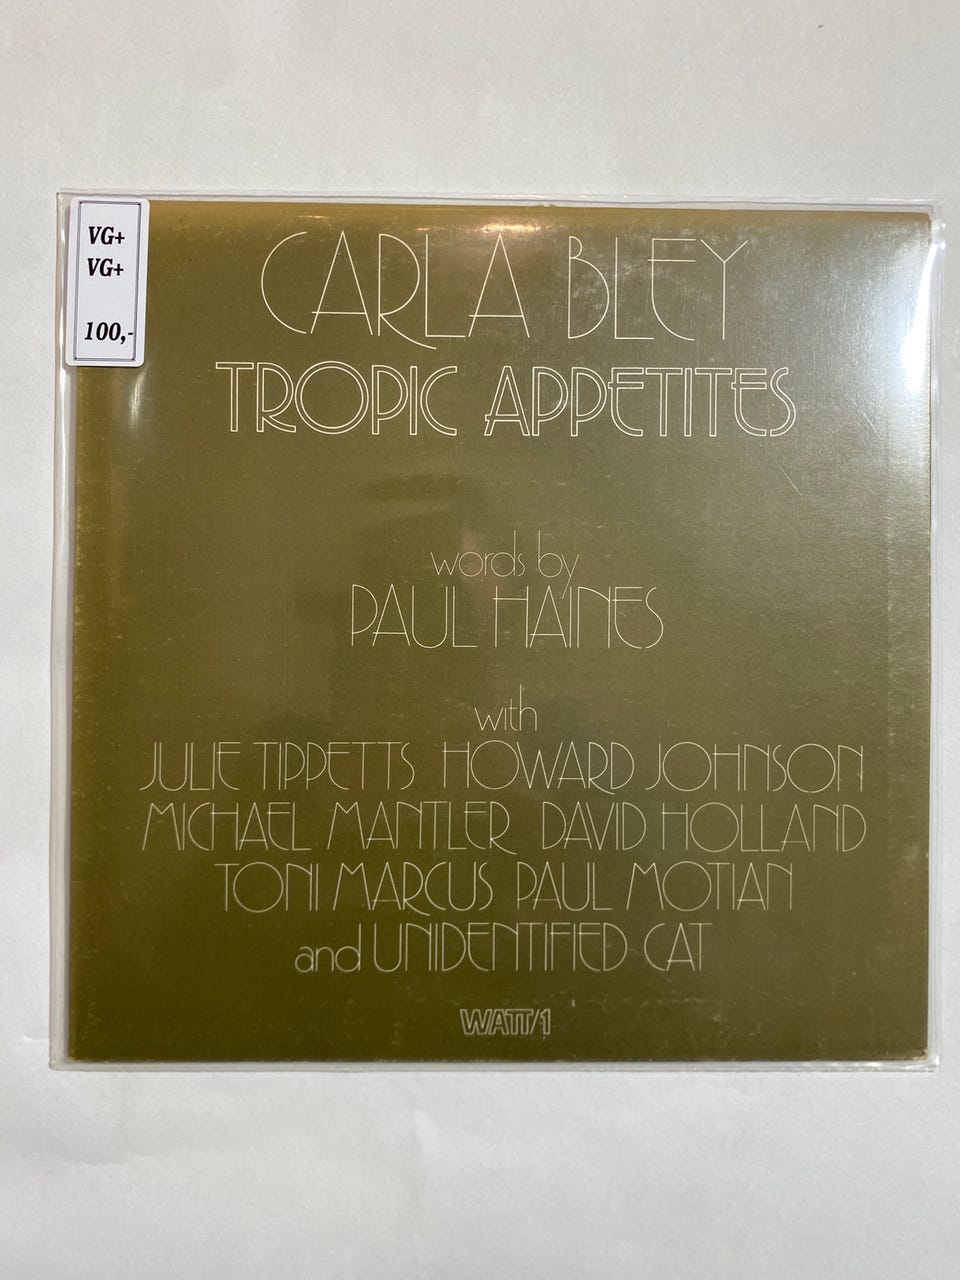 VG+
VG+
100,-
CARLA BLEY
TROPIC APPETITES
words by
PAUL HAINES
with
JULIE TIPPETTS HOWARD JOHNSON
MICHAEL MANTLER DAVID HOLLAND
TONI MARCUS PAUL MOTIAN
and UNIDENTIFIED CAT
WATT/1